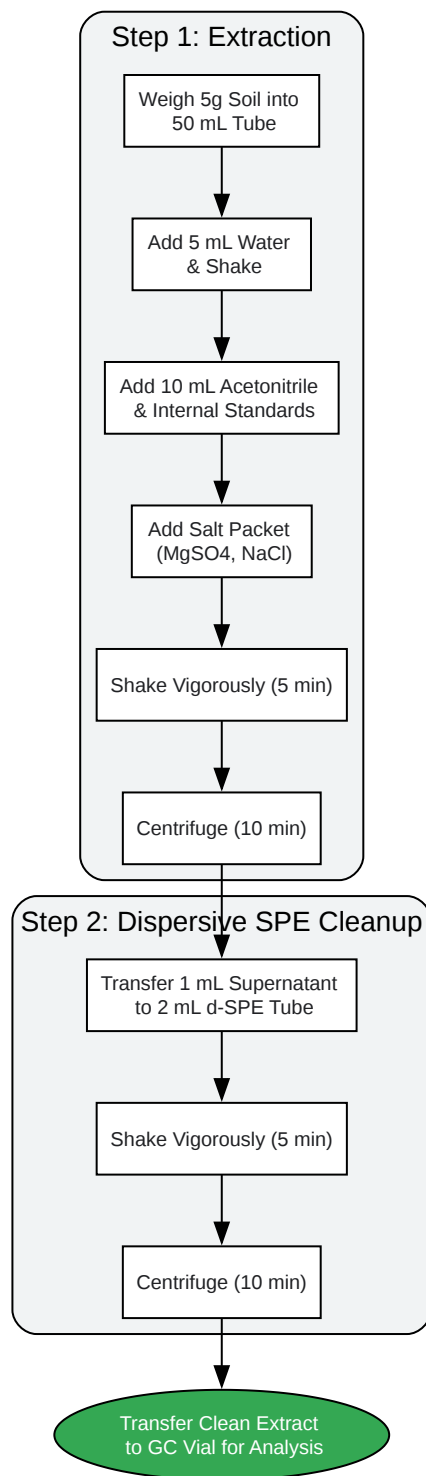 Step 1: Extraction
Weigh 5g Soil into
50 mL Tube
Add 5 mL Water
& Shake
Add 10 mL Acetonitrile
& Internal Standards
Add Salt Packet
(MgSO4, NaCl)
Shake Vigorously (5 min)
Centrifuge (10 min)
Step 2: Dispersive SPE Cleanup
Transfer 1 mL Supernatant
to 2 mL d-SPE Tube
Shake Vigorously (5 min)
Centrifuge (10 min)
Transfer Clean Extract
to GC Vial for Analysis